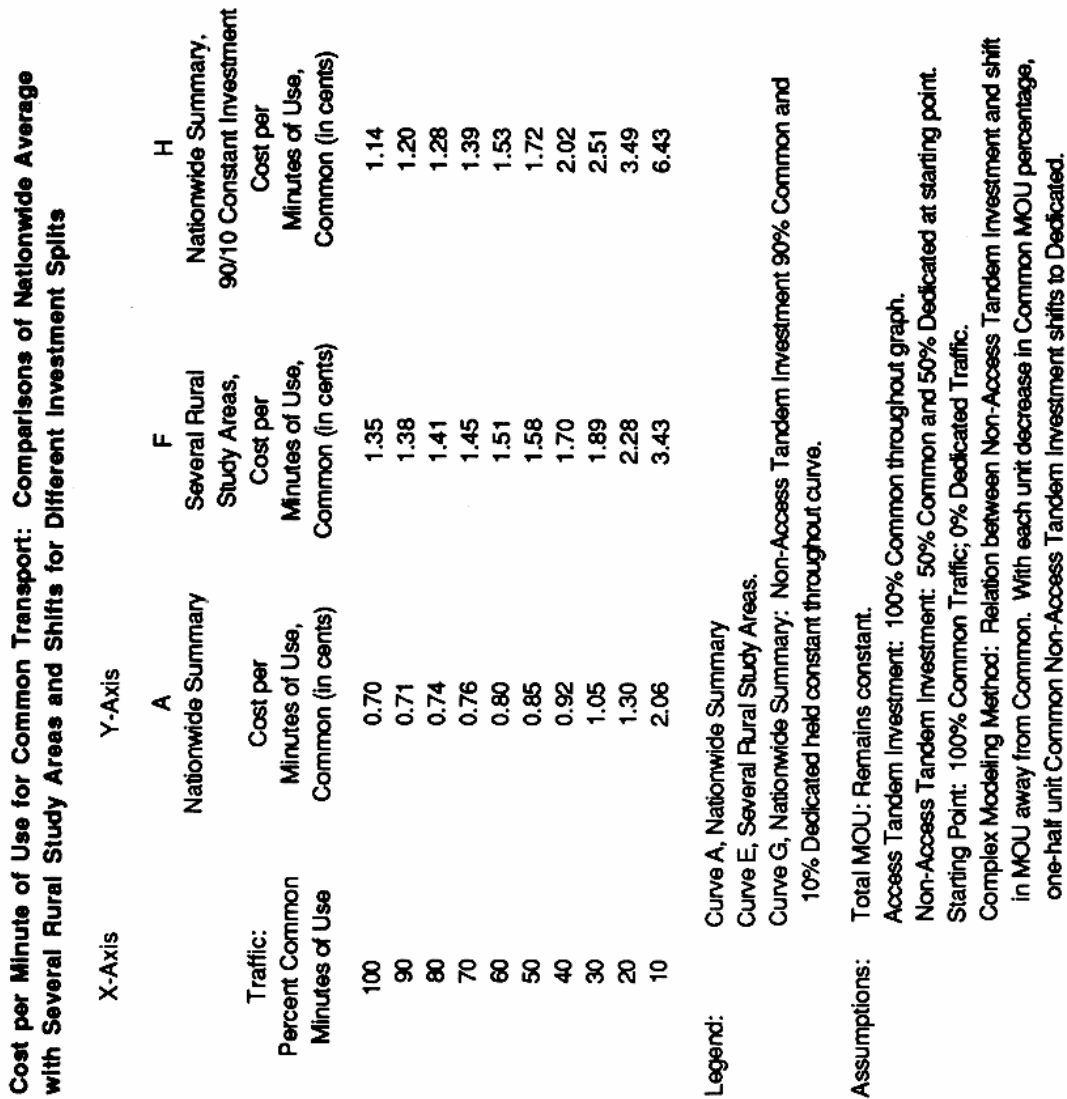 Cost per Minute of Use for Common Transport: Comparisons of Nationwide Average
with Several Rural Study Areas and Shifts for Different Investment Splits
X-Axis Y-Axis
A F H
Nationwide Summary Several Rural Nationwide Summary,
Study Areas, 90/10 Constant Investment
Traffic: Cost per Cost per Cost per
Percent Common Minutes of Use, Minutes of Use, Minutes of Use,
Minutes of Use Common (in cents) Common (in cents) Common (in cents)
100 0.70 1.35 1.14
90 0.71 1.38 1.20
80 0.74 1.41 1.28
70 0.76 1.45 1.39
60 0.80 1.51 1.53
50 0.85 1.58 1.72
40 0.92 1.70 2.02
30 1.05 1.89 2.51
20 1.30 2.28 3.49
10 2.06 3.43 6.43
Legend: Curve A, Nationwide Summary
Curve E, Several Rural Study Areas.
Curve G, Nationwide Summary: Non-Access Tandem Investment 90% Common and
10% Dedicated held constant throughout curve.
Assumptions: Total MOU: Remains constant.
Access Tandem Investment: 100% Common throughout graph.
Non-Access Tandem Investment: 50% Common and 50% Dedicated at starting point.
Starting Point: 100% Common Traffic; 0% Dedicated Traffic.
Complex Modeling Method: Relation between Non-Access Tandem Investment and shift
in MOU away from Common. With each unit decrease in Common MOU percentage,
one-half unit Common Non-Access Tandem Investment shifts to Dedicated.